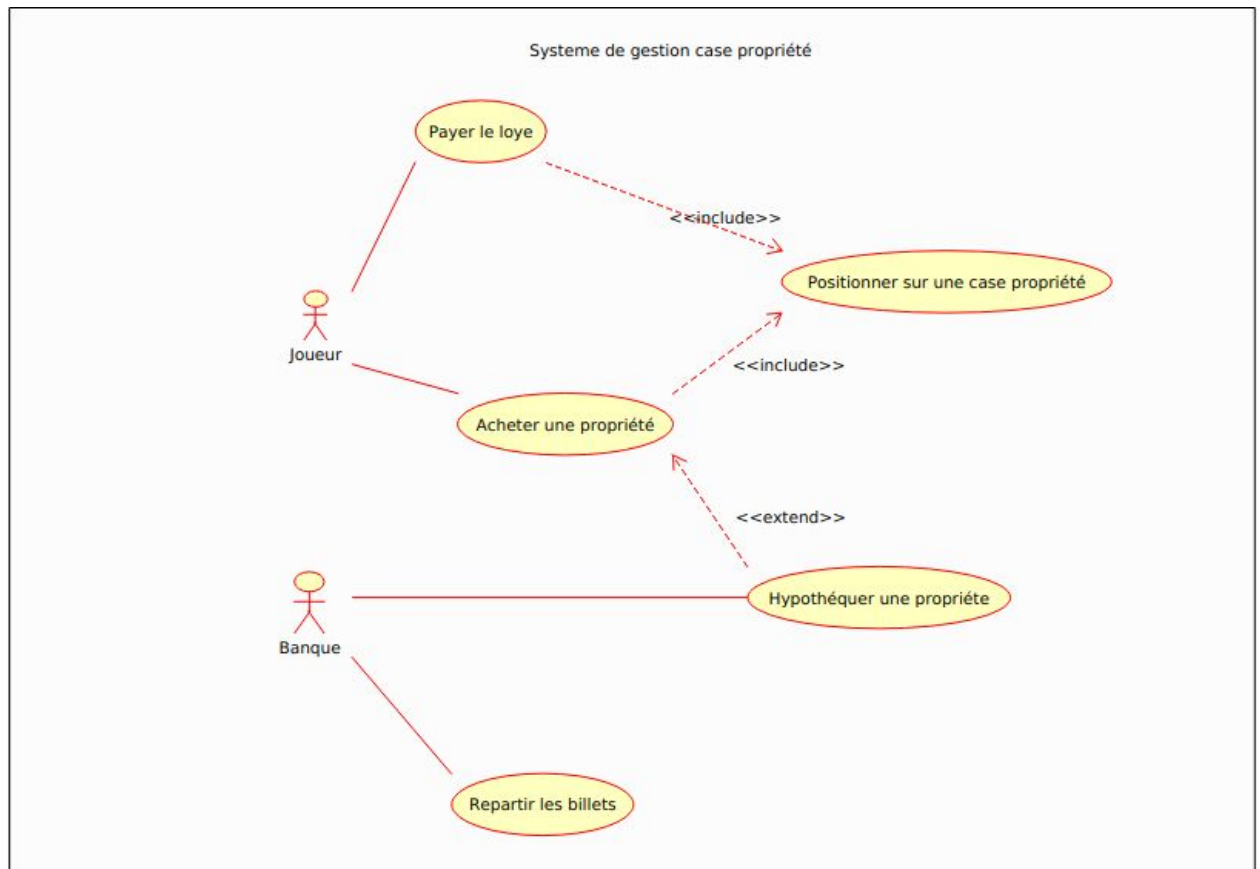 Systeme de gestion case propriété
Payer le loye
<<include>>
Positionner sur une case propriété
Joueur
<<include>>
Acheter une propriété
<<extend>>
Hypothéquer une propriéte
Banque
Repartir les billets